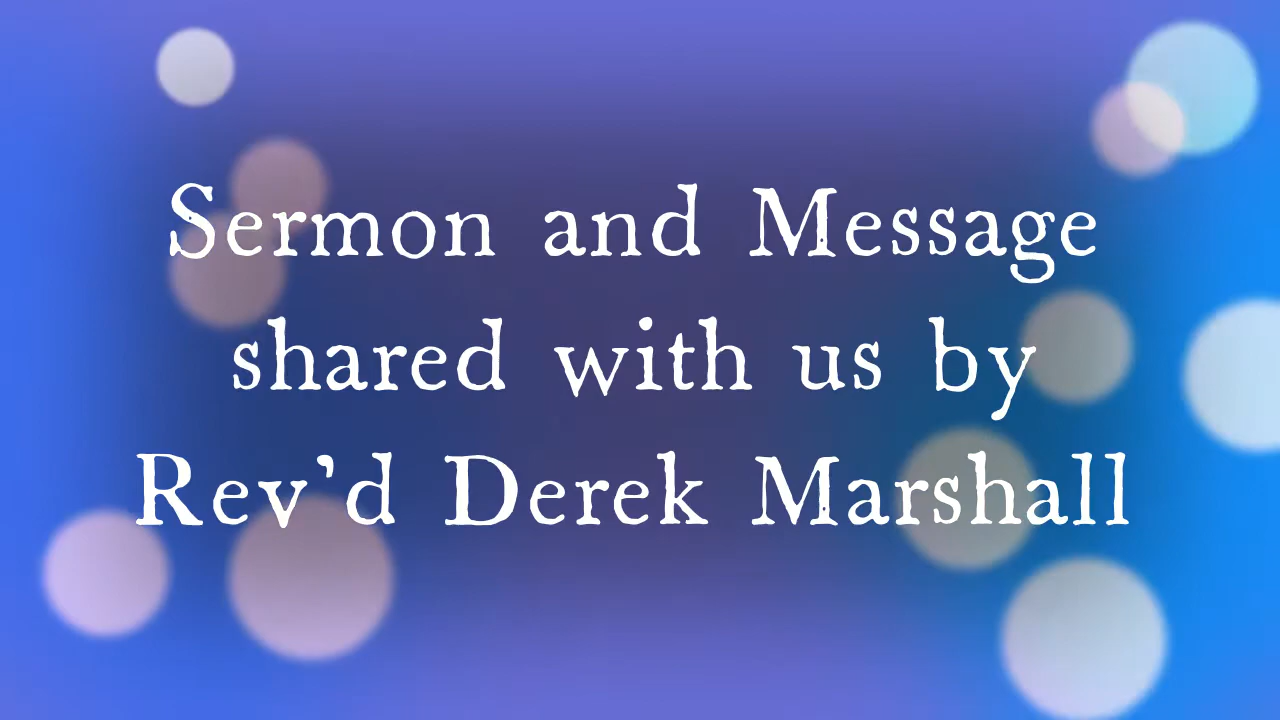 Sermon and Message
shared with us by
Rev'd Derek Marshall